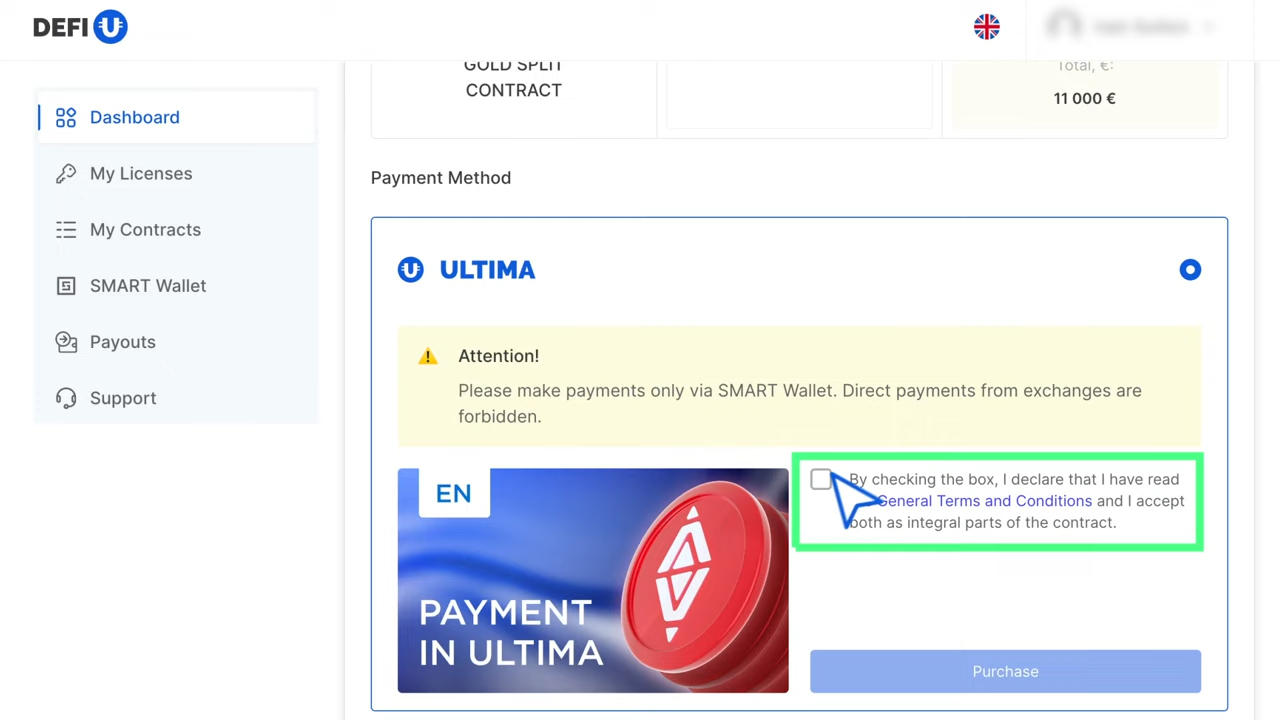 DEFI
GOLD SPLIT
CONTRACT
Total, €:
11 000 €
Dashboard
My Licenses
My Contracts
SMART Wallet
Payouts
Support
Payment Method
ULTIMA
Attention!
Please make payments only via SMART Wallet. Direct payments from exchanges are
forbidden.
EN
PAYMENT
IN ULTIMA
By checking the box, I declare that I have read
General Terms and Conditions and I accept
both as integral parts of the contract.
Purchase